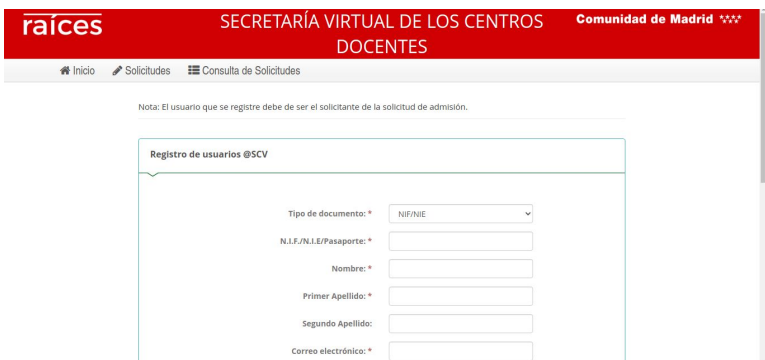 raíces
SECRETARÍA VIRTUAL DE LOS CENTROS
DOCENTES
Comunidad de Madrid
Inicio
Solicitudes
Consulta de Solicitudes
Nota: El usuario que se registre debe de ser el solicitante de la solicitud de admisión.
Registro de usuarios @SCV
Tipo de documento: * NIF/NIE
N.I.F./N.I.E/Pasaporte: *
Nombre: *
Primer Apellido: *
Segundo Apellido:
Correo electrónico: *